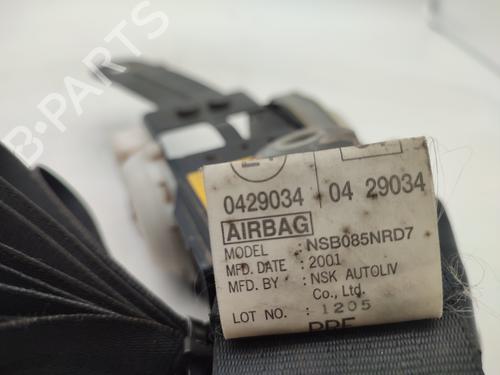 B-PARTS
0429034 04 29034
AIRBAG
MODEL : NSB085NRD7
MFD. DATE : 2001
MFD. BY : NSK AUTOLIV
Co., Ltd.
LOT NO. : 1205